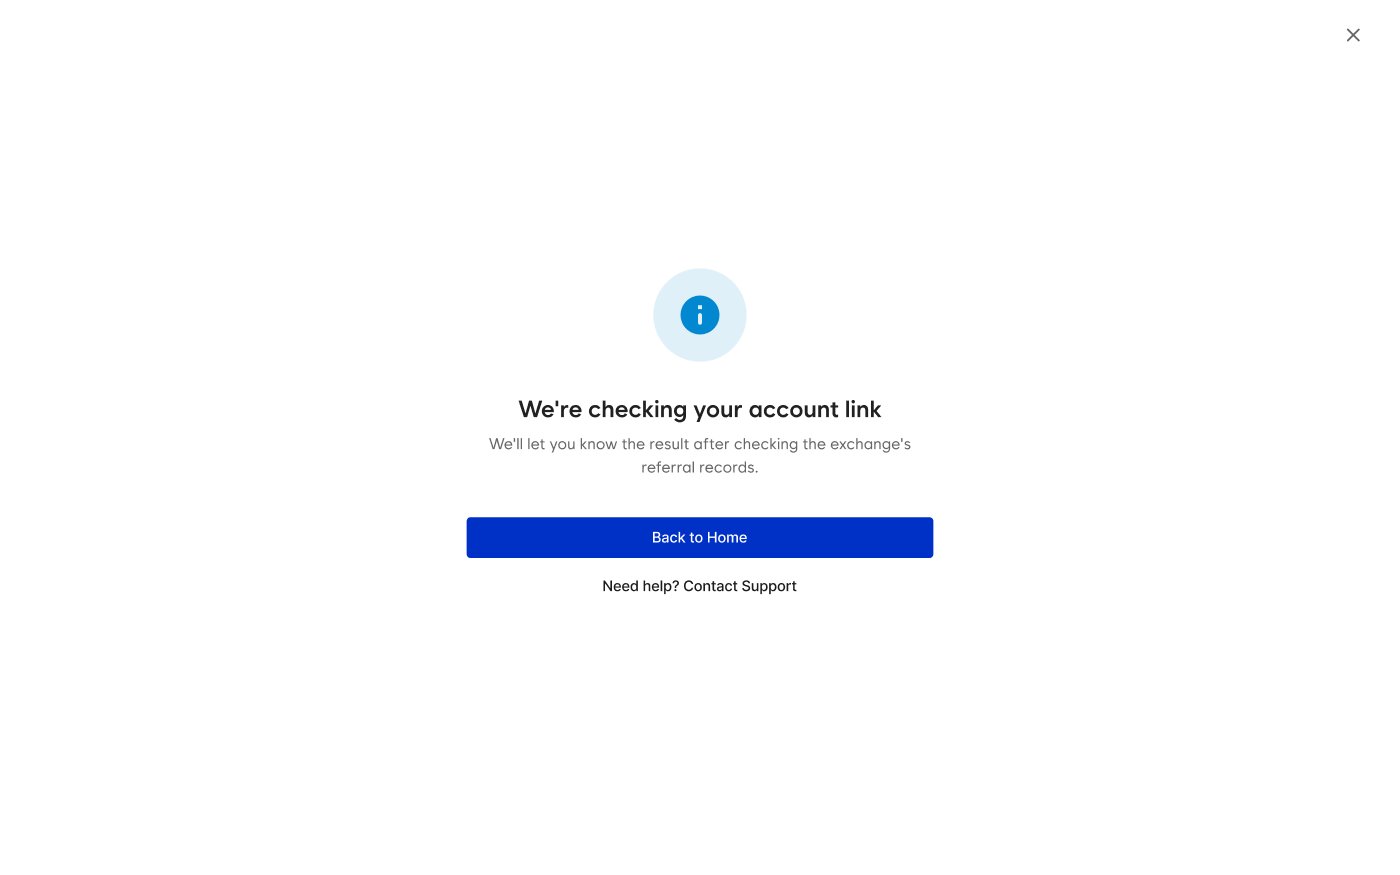 We're checking your account link
We'll let you know the result after checking the exchange's
referral records.
Back to Home
Need help? Contact Support